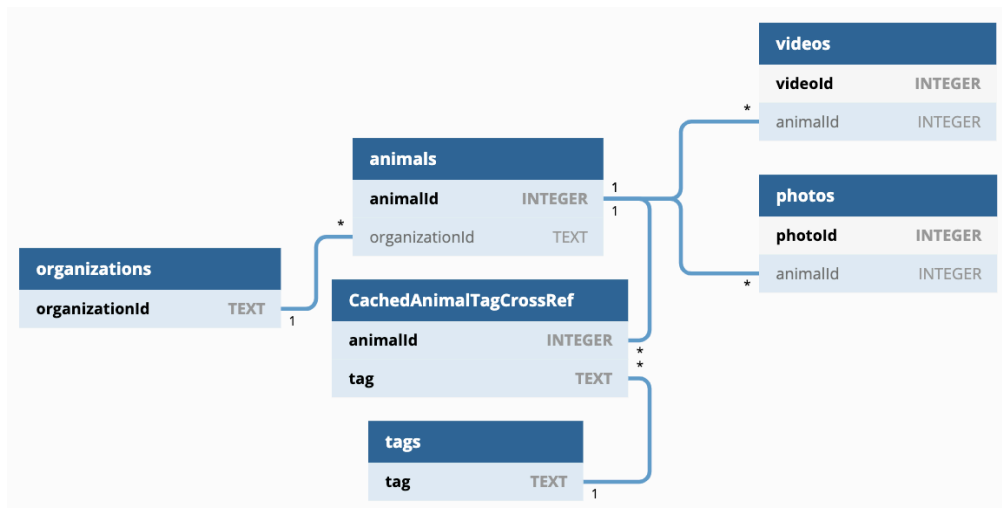 videos
videoId INTEGER
*
animalId INTEGER
animals
animalId INTEGER
1
1
organizationId TEXT
*
photos
photoId INTEGER
animalId INTEGER
*
organizations
organizationId TEXT
1
CachedAnimalTagCrossRef
animalId INTEGER
*
*
tag TEXT
tags
tag TEXT
1